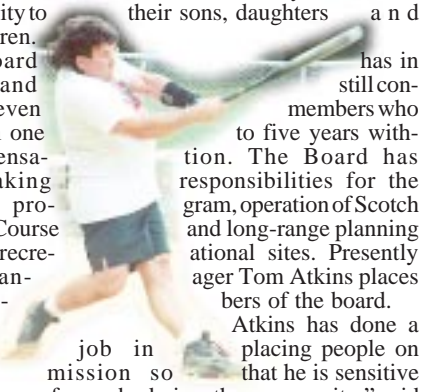 ity to their sons, daughters and
ren.
ard has in
and still con-
even members who
one to five years with-
ensa- tion. The Board has
aking responsibilities for the
pro- gram, operation of Scotch
Course and long-range planning
recre- ational sites. Presently
an- ager Tom Atkins places
- bers of the board.
Atkins has done a
job in placing people on
mission so that he is sensitive